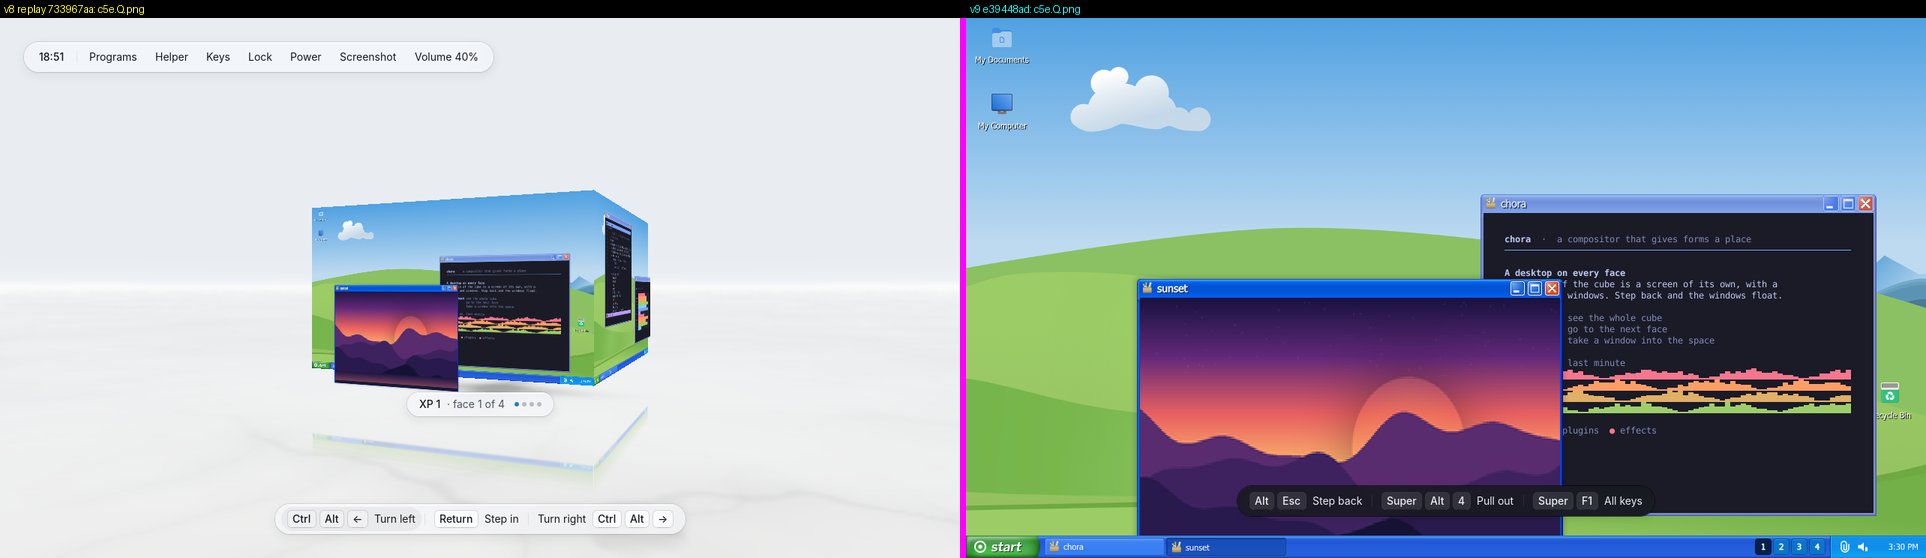 v8 replay 733967aa: c5e.Q.png
18:51 Programs Helper Keys Lock Power Screenshot Volume 40%
XP 1 · face 1 of 4
Ctrl Alt ← Turn left Return Step in Turn right Ctrl Alt →
v9 e39448ad: c5e.Q.png
My Documents
My Computer
chora
chora · a compositor that gives forms a place
A desktop on every face
f the cube is a screen of its own, with a
windows. Step back and the windows float.
see the whole cube
go to the next face
take a window into the space
last minute
plugins ● effects
sunset
ecycle Bin
Alt Esc Step back Super Alt 4 Pull out Super F1 All keys
start chora sunset 1 2 3 4 3:30 PM